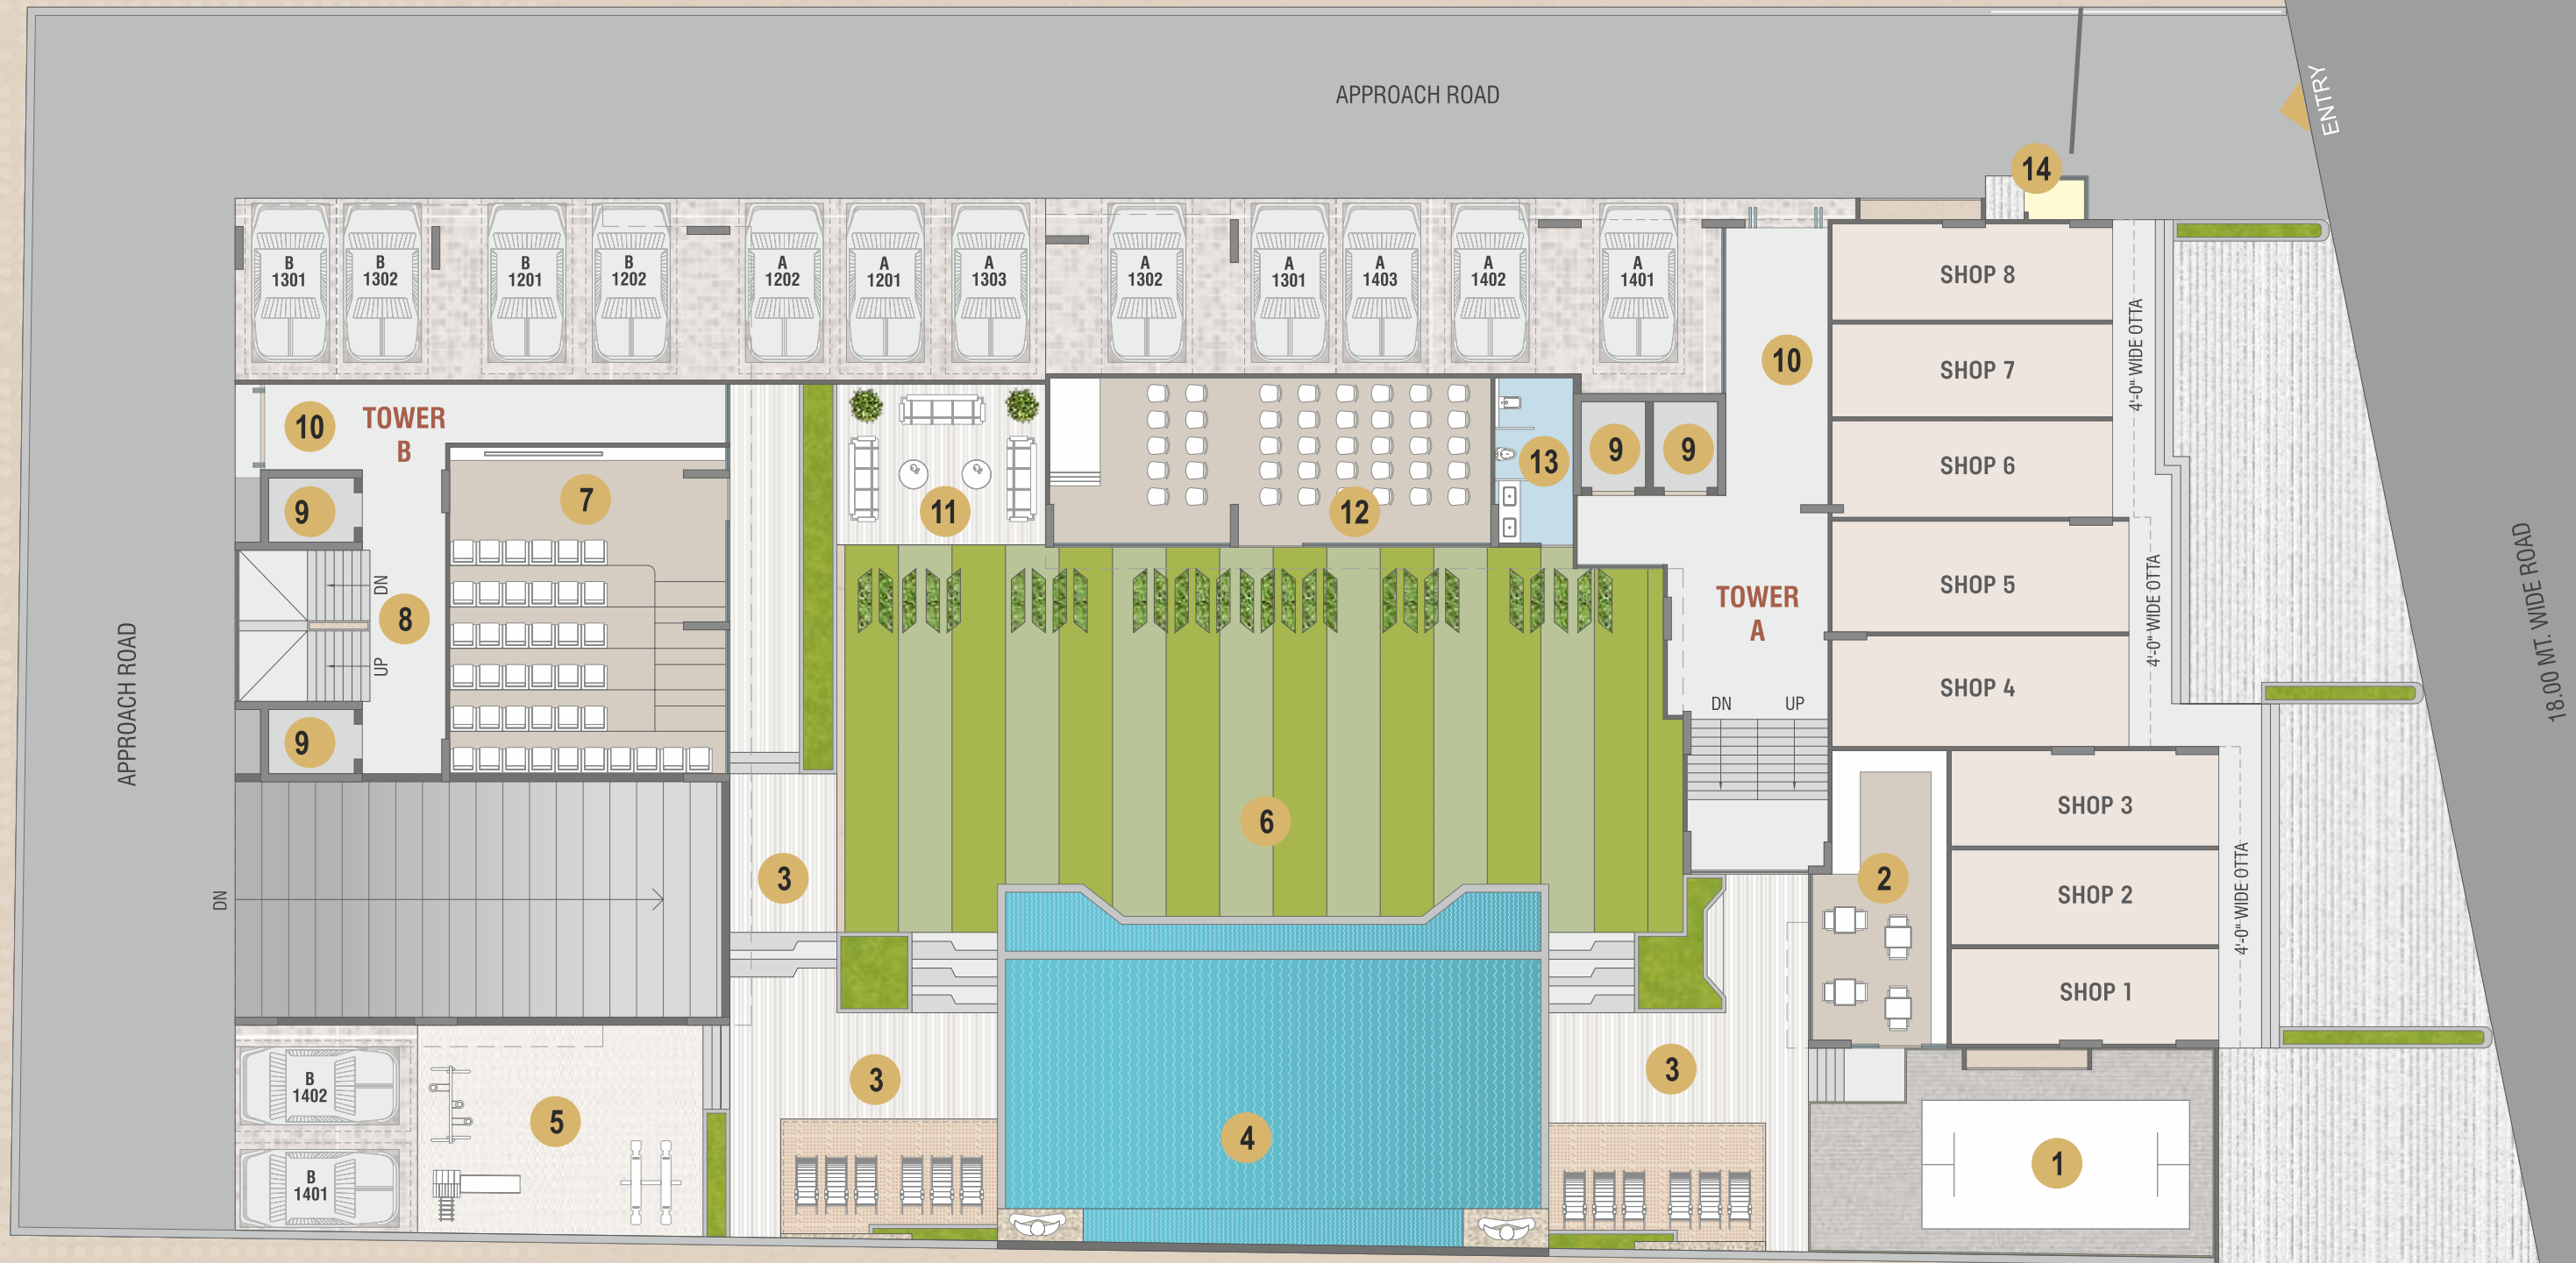 APPROACH ROAD
ENTRY
14
B
1301
B
1302
B
1201
B
1202
A
1202
A
1201
A
1303
A
1302
A
1301
A
1403
A
1402
A
1401
10
SHOP 8
SHOP 7
SHOP 6
SHOP 5
SHOP 4
4'-0" WIDE OTTA
4'-0" WIDE OTTA
4'-0" WIDE OTTA
18.00 MT. WIDE ROAD
10
TOWER
B
9
7
11
12
13
9
9
DN
8
UP
9
TOWER
A
DN
UP
APPROACH ROAD
6
3
2
SHOP 3
SHOP 2
SHOP 1
DN
3
3
B
1402
B
1401
5
4
1